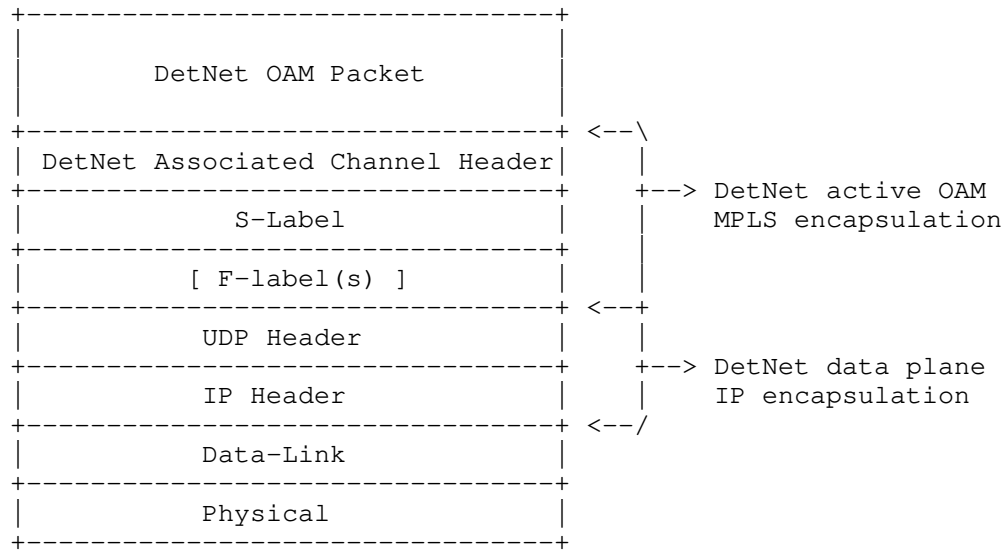 DetNet OAM Packet
DetNet Associated Channel Header
DetNet active OAM
S-Label
MPLS encapsulation
[ F-label(s) ]
UDP Header
DetNet data plane
IP Header
IP encapsulation
Data-Link
Physical